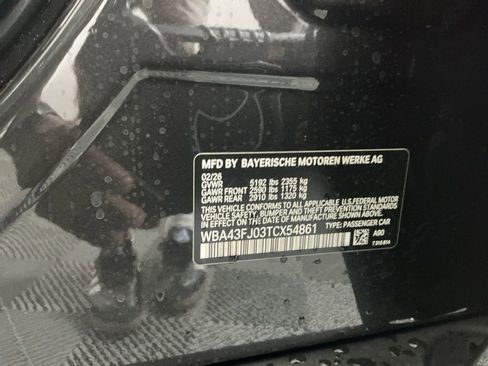 MFD BY BAYERISCHE MOTOREN WERKE AG
02/26
GVWR 5192 lbs 2355 kg
GAWR FRONT 2590 lbs 1175 kg
GAWR REAR 2910 lbs 1320 kg
THIS VEHICLE CONFORMS TO ALL APPLICABLE U.S. FEDERAL MOTOR
VEHICLE SAFETY, BUMPER, AND THEFT PREVENTION STANDARDS
IN EFFECT ON THE DATE OF MANUFACTURE SHOWN ABOVE.
WBA43FJ03TCX54861 TYPE: PASSENGER CAR
A90